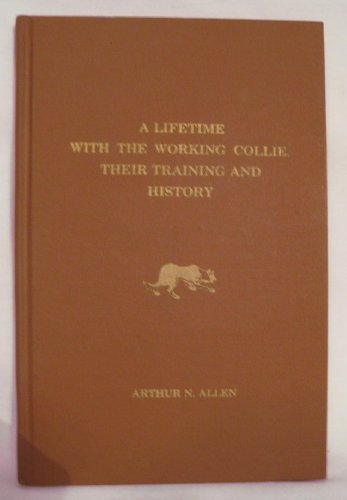 A LIFETIME
WITH THE WORKING COLLIE.
THEIR TRAINING AND
HISTORY
ARTHUR N. ALLEN